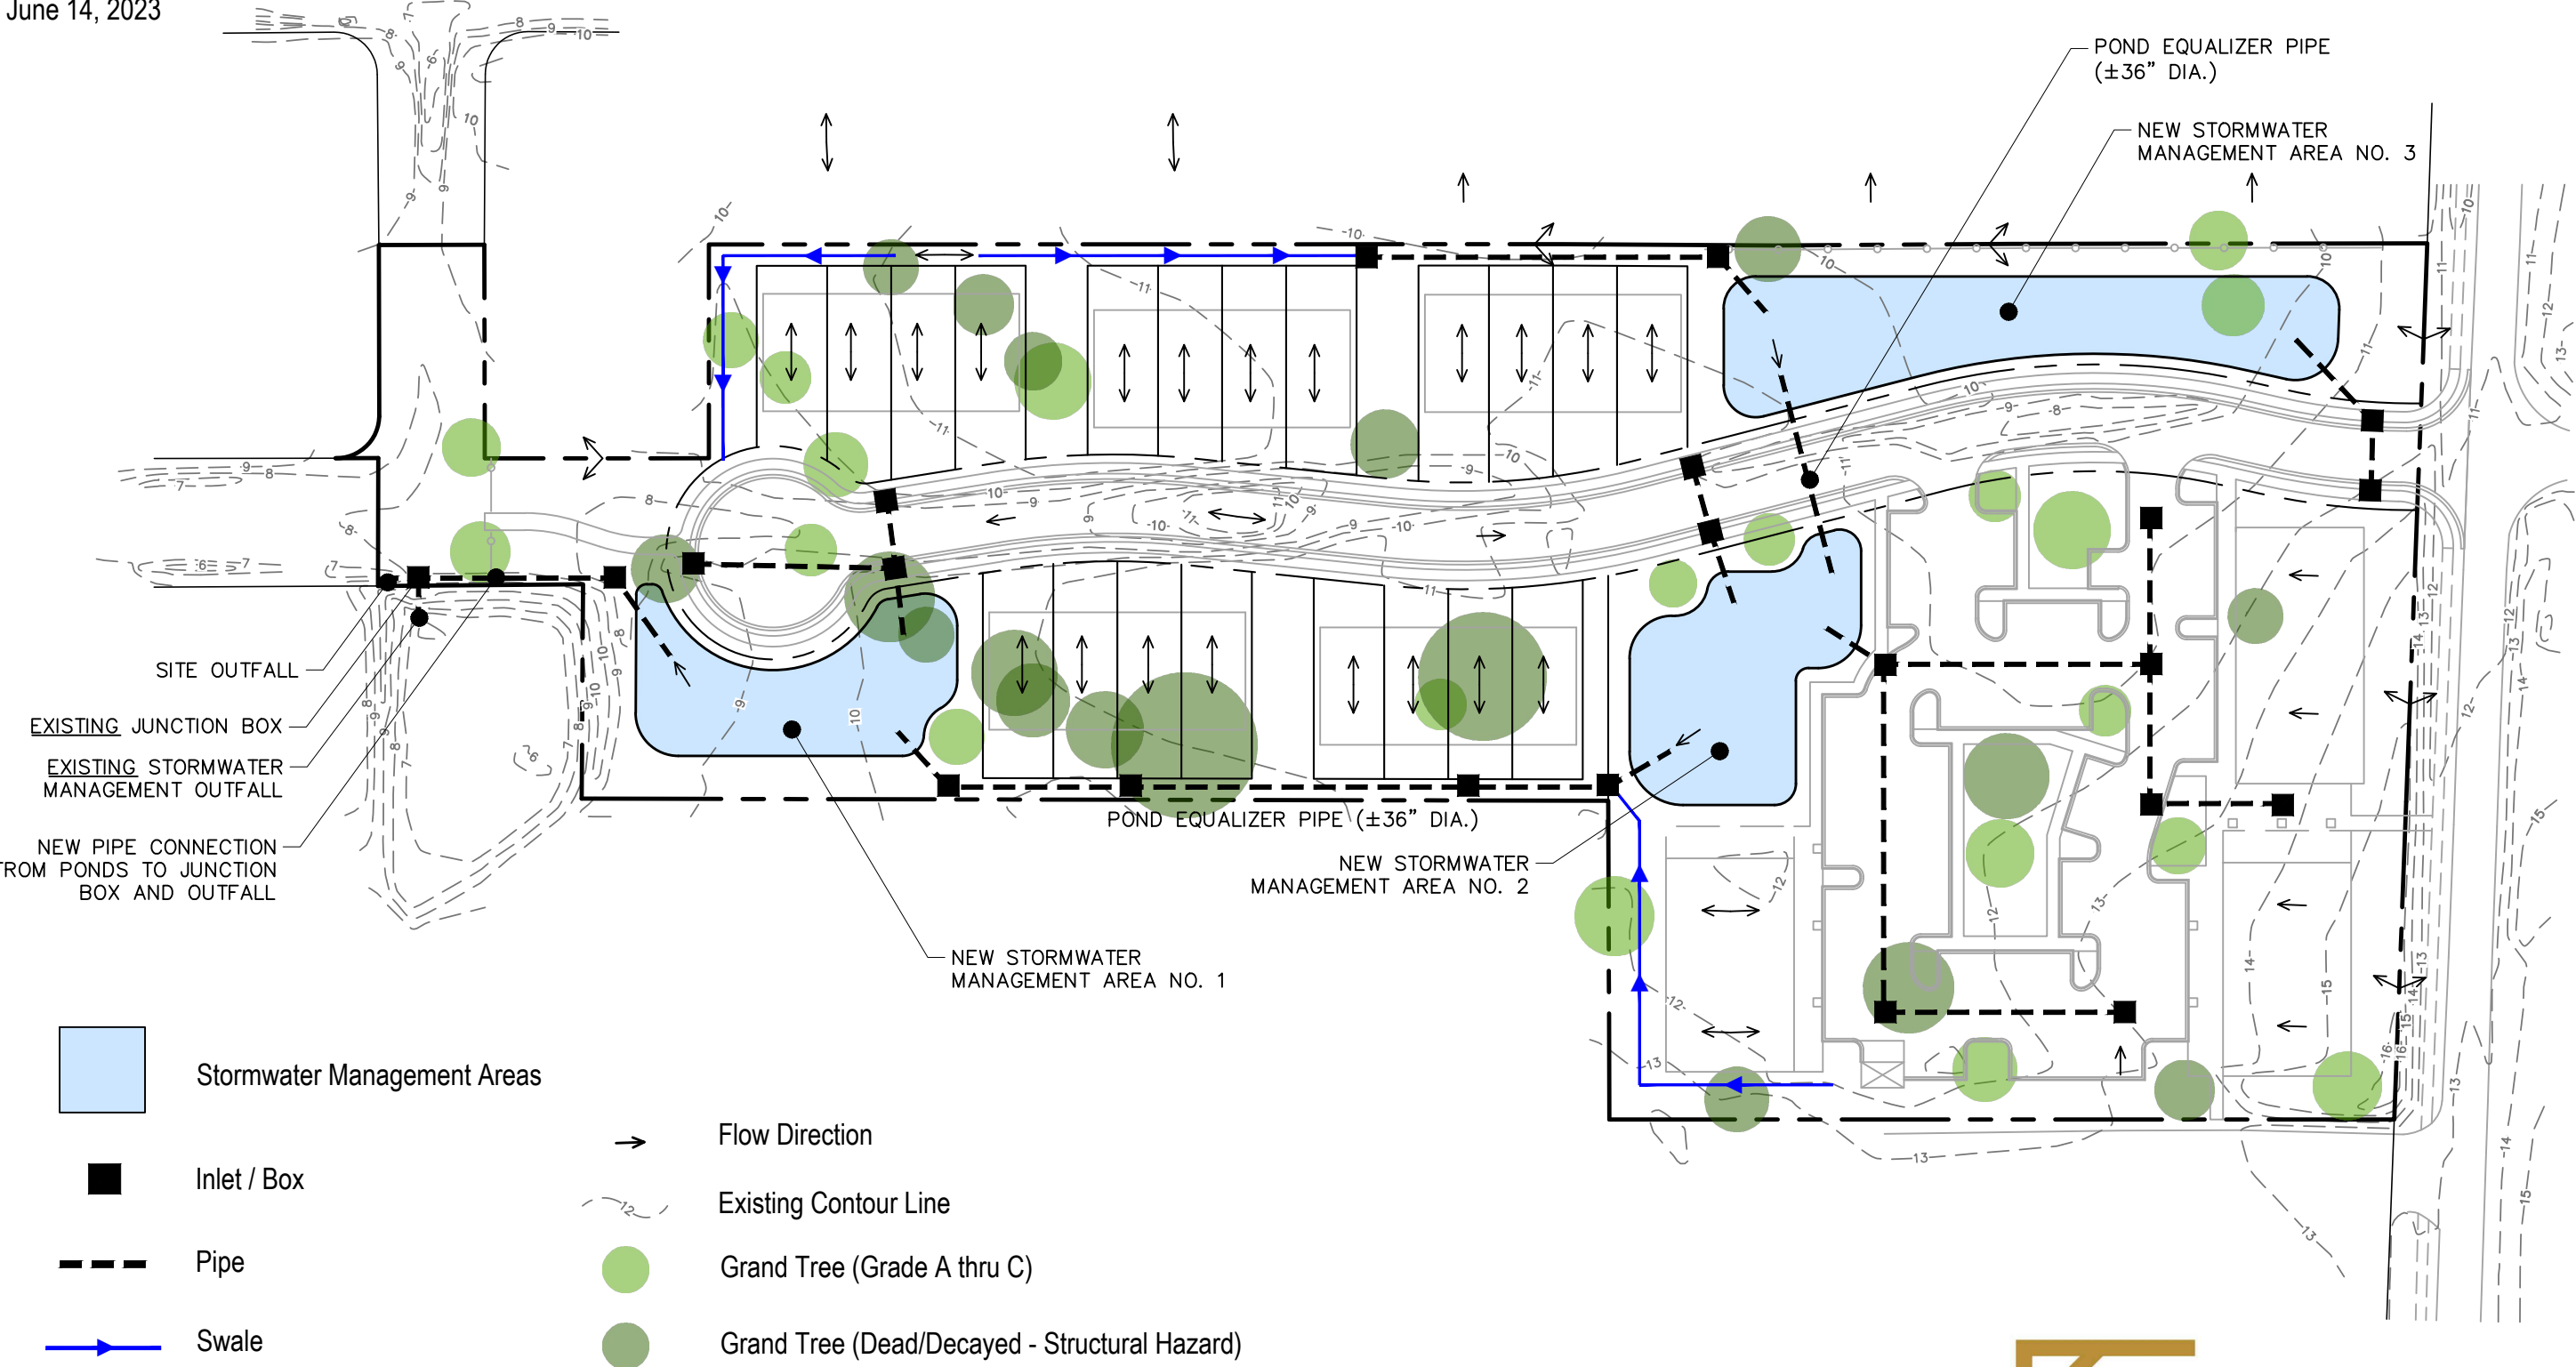 June 14, 2023
POND EQUALIZER PIPE
(±36” DIA.)
NEW STORMWATER
MANAGEMENT AREA NO. 3
SITE OUTFALL
EXISTING JUNCTION BOX
EXISTING STORMWATER
MANAGEMENT OUTFALL
NEW PIPE CONNECTION
FROM PONDS TO JUNCTION
BOX AND OUTFALL
POND EQUALIZER PIPE (±36” DIA.)
NEW STORMWATER
MANAGEMENT AREA NO. 2
NEW STORMWATER
MANAGEMENT AREA NO. 1
Stormwater Management Areas
Inlet / Box
Pipe
Swale
Flow Direction
12
Existing Contour Line
Grand Tree (Grade A thru C)
Grand Tree (Dead/Decayed - Structural Hazard)